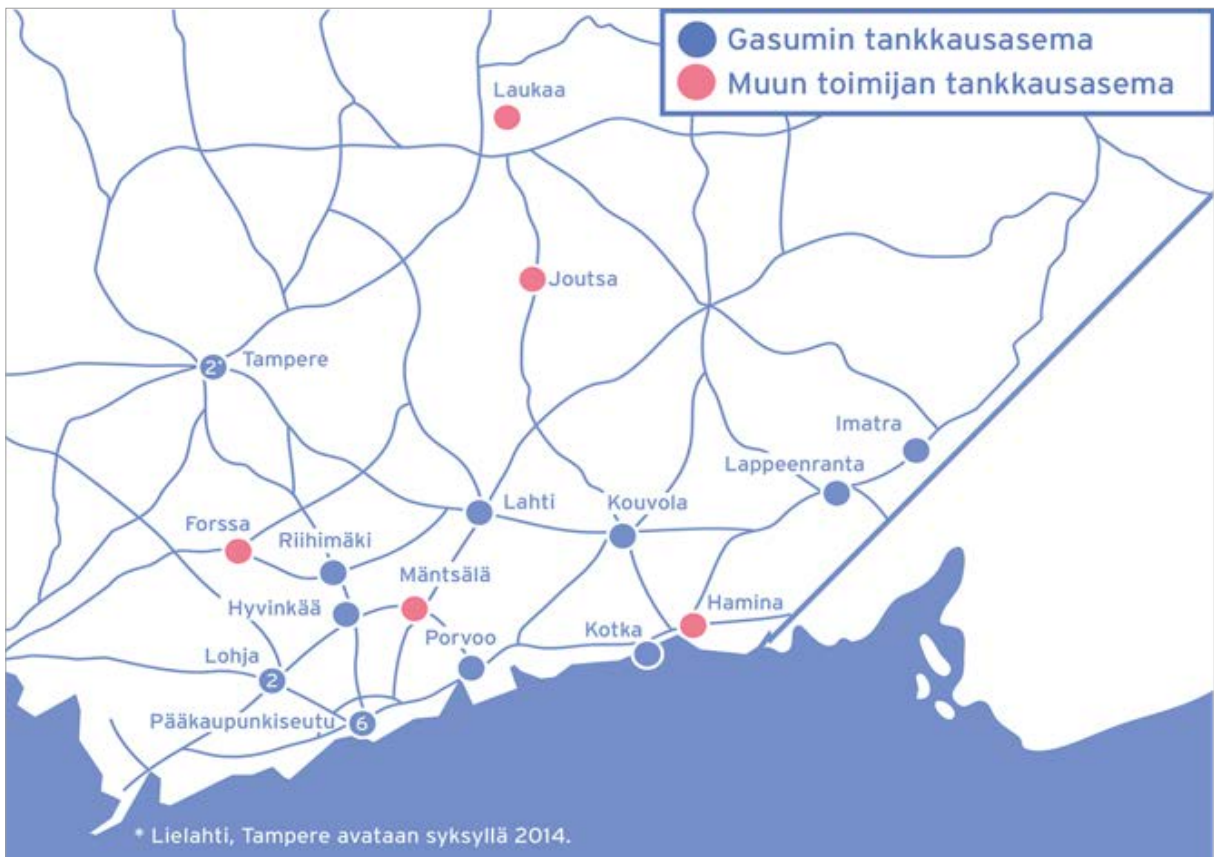 Gasumin tankkausasema
Muun toimijan tankkausasema
Laukaa
Joutsa
2* Tampere
Imatra
Lappeenranta
Lahti
Kouvola
Forssa
Riihimäki
Mäntsälä
Hyvinkää
Hamina
Kotka
Porvoo
Lohja
2
Pääkaupunkiseutu 6
* Lielahti, Tampere avataan syksyllä 2014.